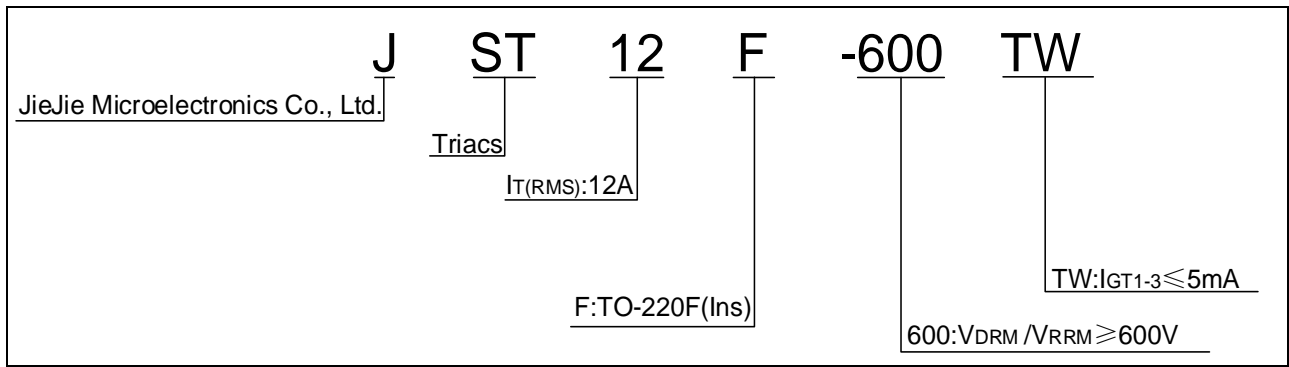 J ST 12 F -600 TW
JieJie Microelectronics Co., Ltd.
Triacs
IT(RMS):12A
TW:IGT1-3≤5mA
F:TO-220F(Ins)
600:VDRM /VRRM≥600V